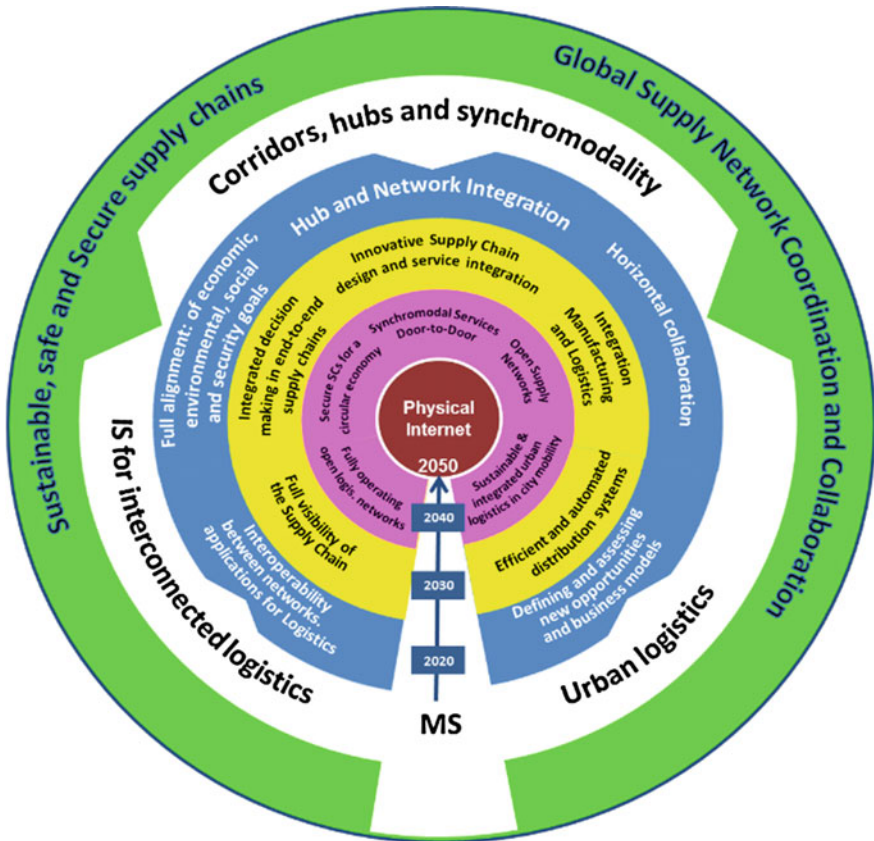 Sustainable, safe and Secure supply chains
Global Supply Network Coordination and Collaboration
Corridors, hubs and synchromodality
IS for interconnected logistics
Urban logistics
Full alignment: of economic,
environmental, social
and security goals
Hub and Network Integration
Horizontal collaboration
Interoperability
between networks.
applications for Logistics
Defining and assessing
new opportunities
and business models
Integrated decision
making in end-to-end
supply chains
Innovative Supply Chain
design and service integration
Integration
Manufacturing
and Logistics
Full visibility of
the Supply Chain
Efficient and automated
distribution systems
Secure SCs for a
circular economy
Synchromodal Services
Door-to-Door
Open Supply
Networks
Fully operating
open logis. networks
Sustainable &
integrated urban
logistics in city mobility
Physical
Internet
2050
2040
2030
2020
MS